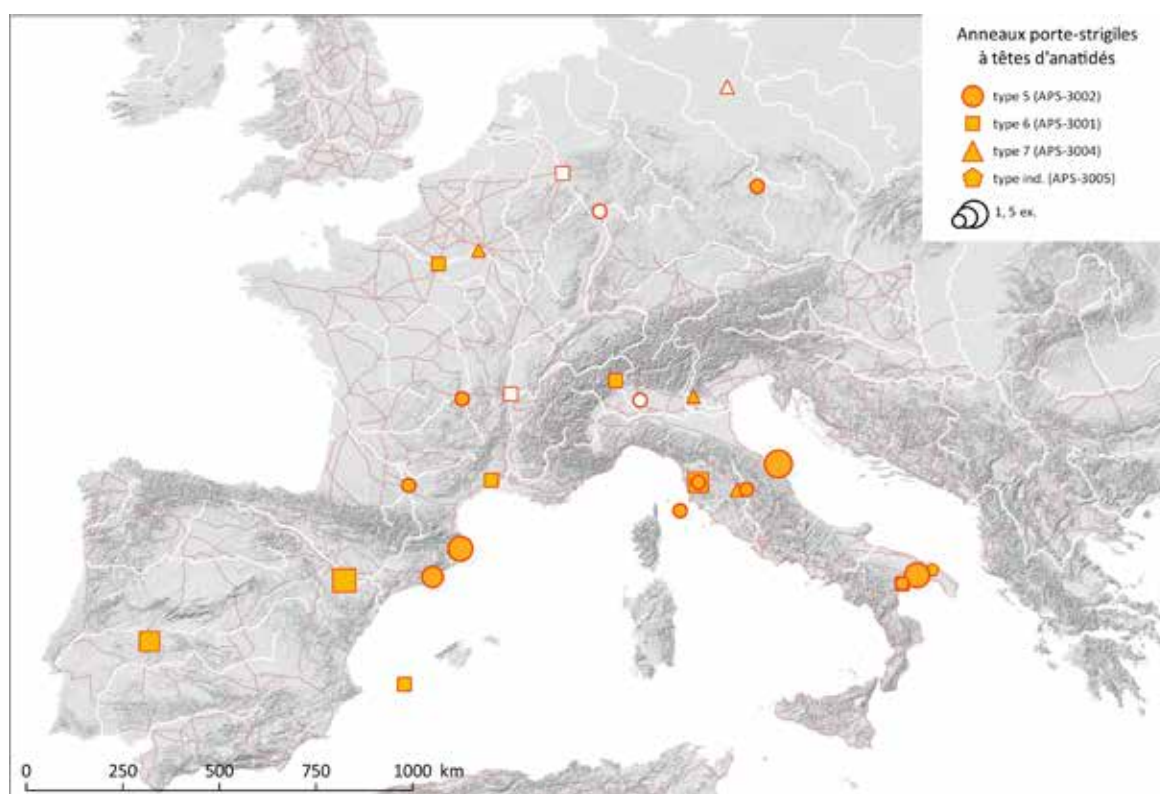 Anneaux porte-strigiles
à têtes d'anatidés
type 5 (APS-3002)
type 6 (APS-3001)
type 7 (APS-3004)
type ind. (APS-3005)
1, 5 ex.
0 250 500 750 1000 km